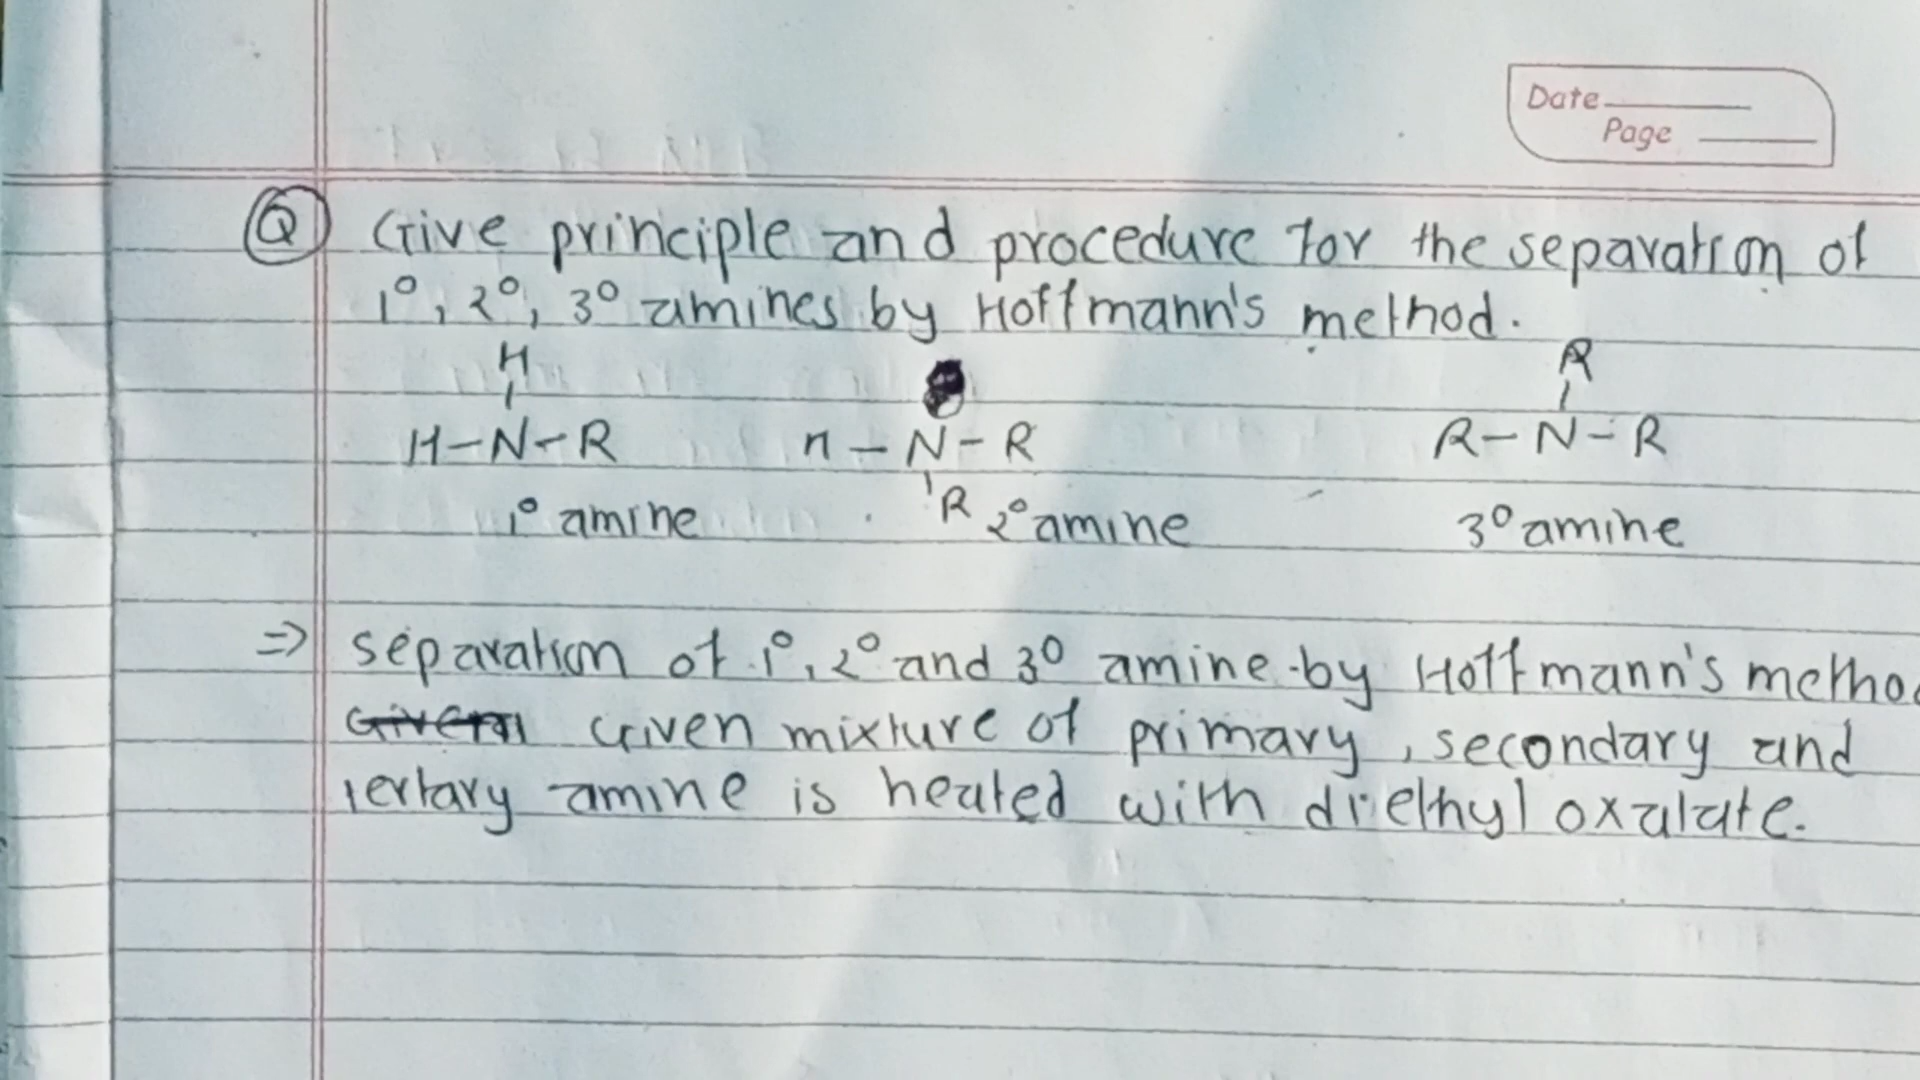 Date
Page
Q Give principle and procedure for the separation of
1°, 2°, 3° amines by Hoffmann's method.
H R
H-N-R H-N-R R-N-R
R
1° amine 2° amine 3° amine
=> separation of 1°, 2° and 3° amine by Hoffmann's metho
Given mixture of primary, secondary and
tertary amine is heated with diethyl oxalate.